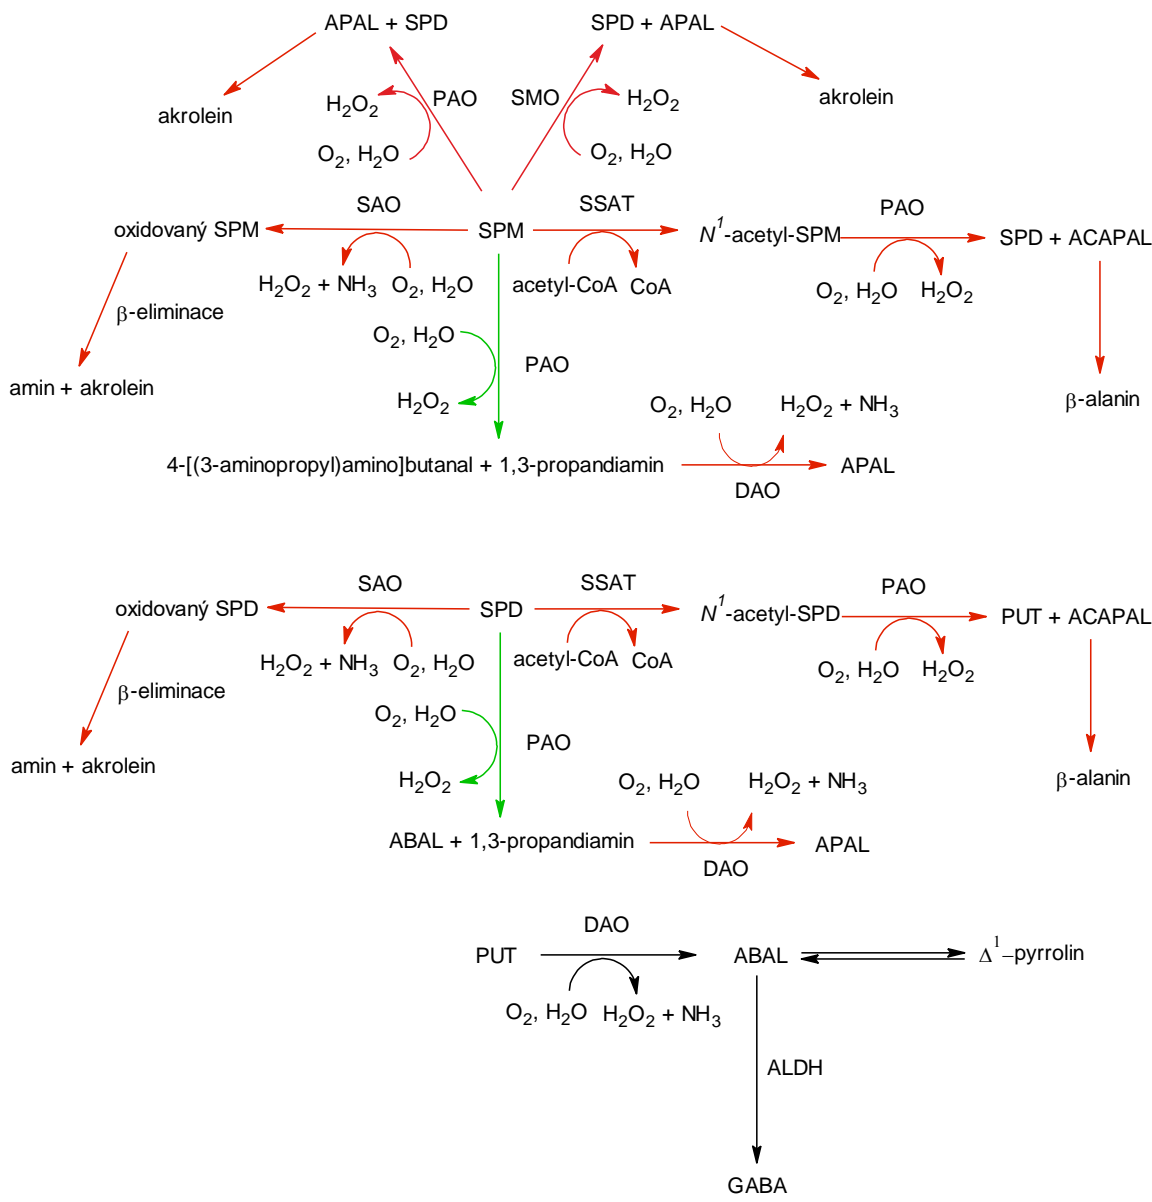 APAL + SPD
SPD + APAL
akrolein
H2O2
PAO
SMO
H2O2
akrolein
O2, H2O
O2, H2O
oxidovaný SPM
SAO
SPM
SSAT
N1-acetyl-SPM
PAO
SPD + ACAPAL
H2O2 + NH3
O2, H2O
acetyl-CoA
CoA
O2, H2O
H2O2
β-eliminace
O2, H2O
PAO
amin + akrolein
H2O2
O2, H2O
H2O2 + NH3
β-alanin
4-[(3-aminopropyl)amino]butanal + 1,3-propandiamin
APAL
DAO
oxidovaný SPD
SAO
SPD
SSAT
N1-acetyl-SPD
PAO
PUT + ACAPAL
H2O2 + NH3
O2, H2O
acetyl-CoA
CoA
O2, H2O
H2O2
β-eliminace
O2, H2O
PAO
amin + akrolein
H2O2
O2, H2O
H2O2 + NH3
β-alanin
ABAL + 1,3-propandiamin
APAL
DAO
DAO
PUT
ABAL
Δ1–pyrrolin
O2, H2O
H2O2 + NH3
ALDH
GABA